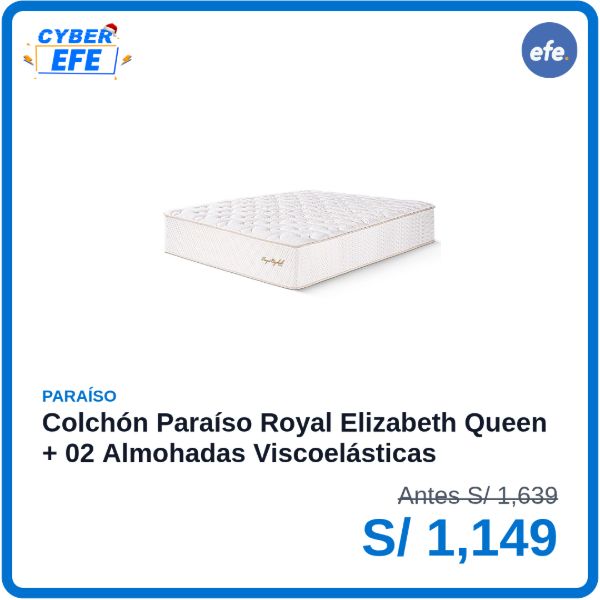 CYBER
EFE
efe.
PARAÍSO
Colchón Paraíso Royal Elizabeth Queen
+ 02 Almohadas Viscoelásticas
Antes S/ 1,639
S/ 1,149